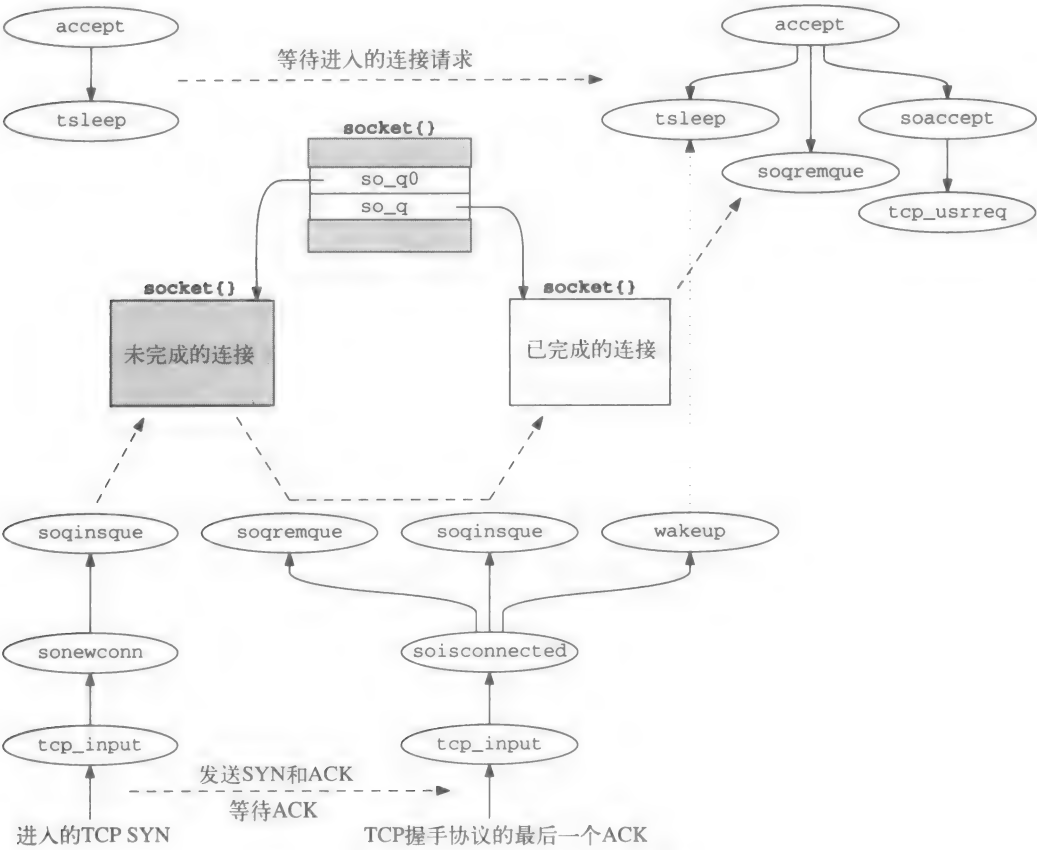 accept
等待进入的连接请求
accept
tsleep
socket{}
tsleep
soaccept
so_q0
so_q
soqremque
tcp_usrreq
socket{}
socket{}
未完成的连接
已完成的连接
soqinsque
soqremque
soqinsque
wakeup
sonewconn
soisconnected
tcp_input
tcp_input
发送SYN和ACK
等待ACK
进入的TCP SYN
TCP握手协议的最后一个ACK